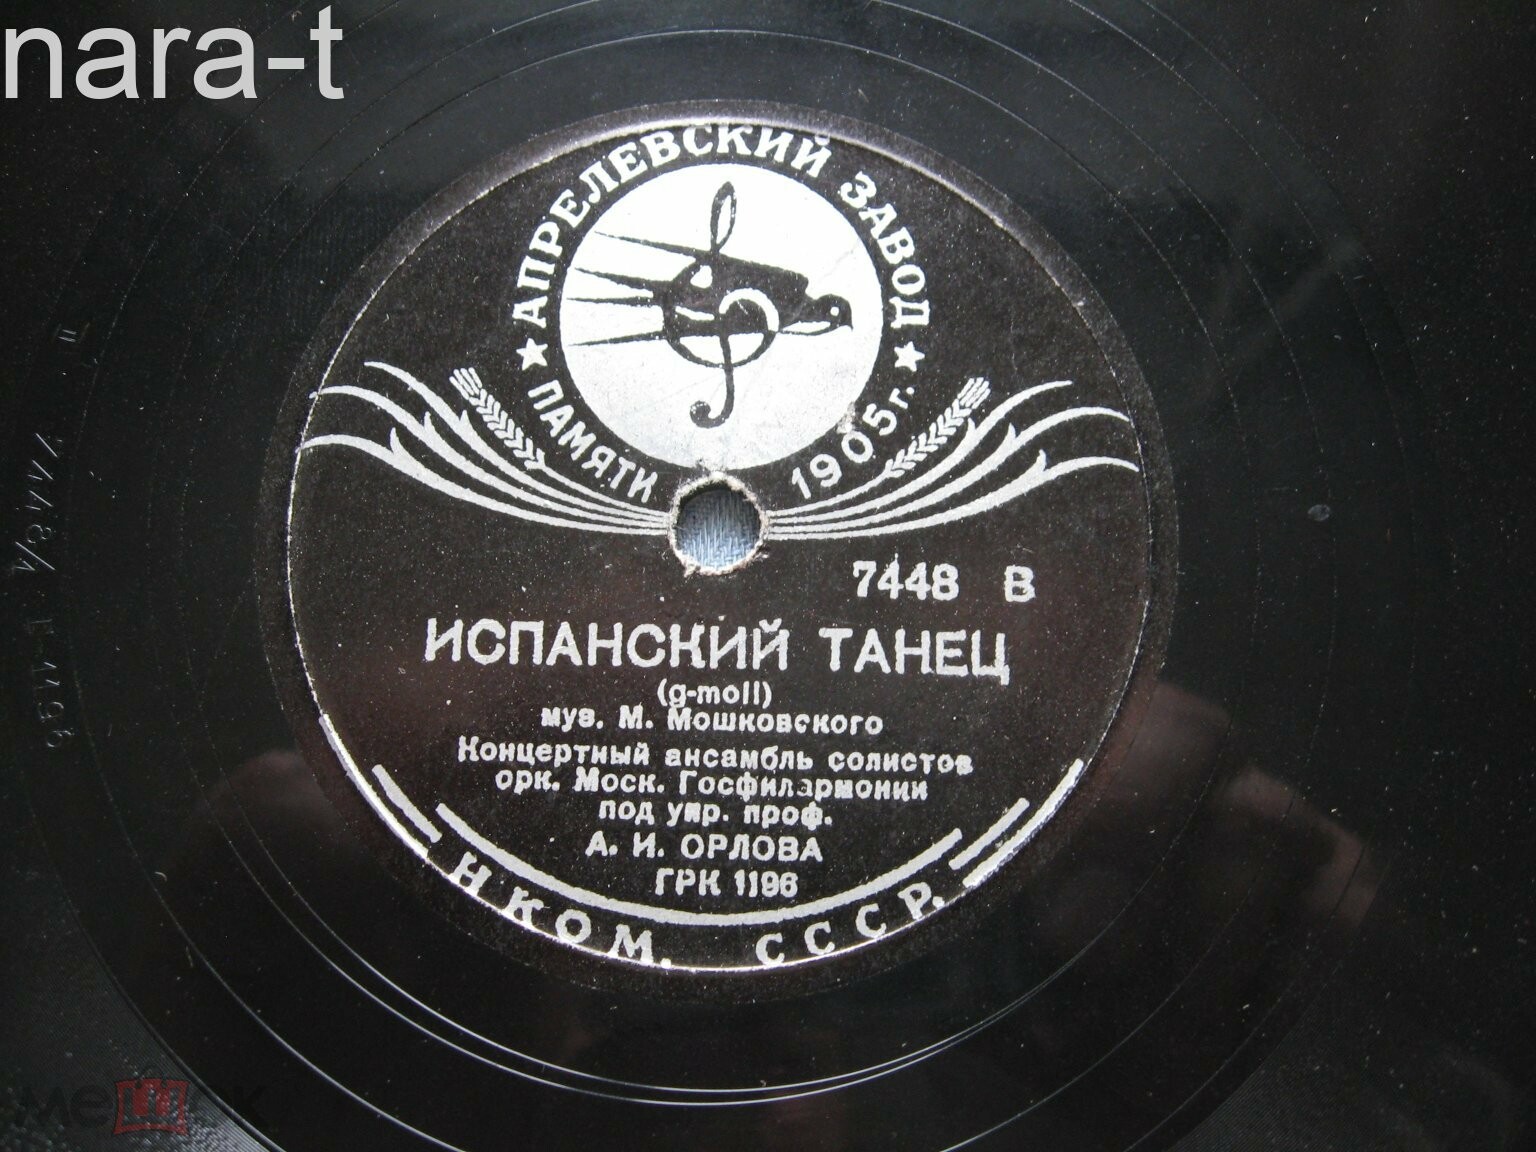 nara-t
АПРЕЛЕВСКИЙ ЗАВОД
ПАМЯТИ 1905 г.
7448 В
ИСПАНСКИЙ ТАНЕЦ
(g-moll)
муз. М. Мошковского
Концертный ансамбль солистов
орк. Моск. Госфилармонии
под упр. проф.
А. И. ОРЛОВА
ГРК 1196
НКОМ. СССР.